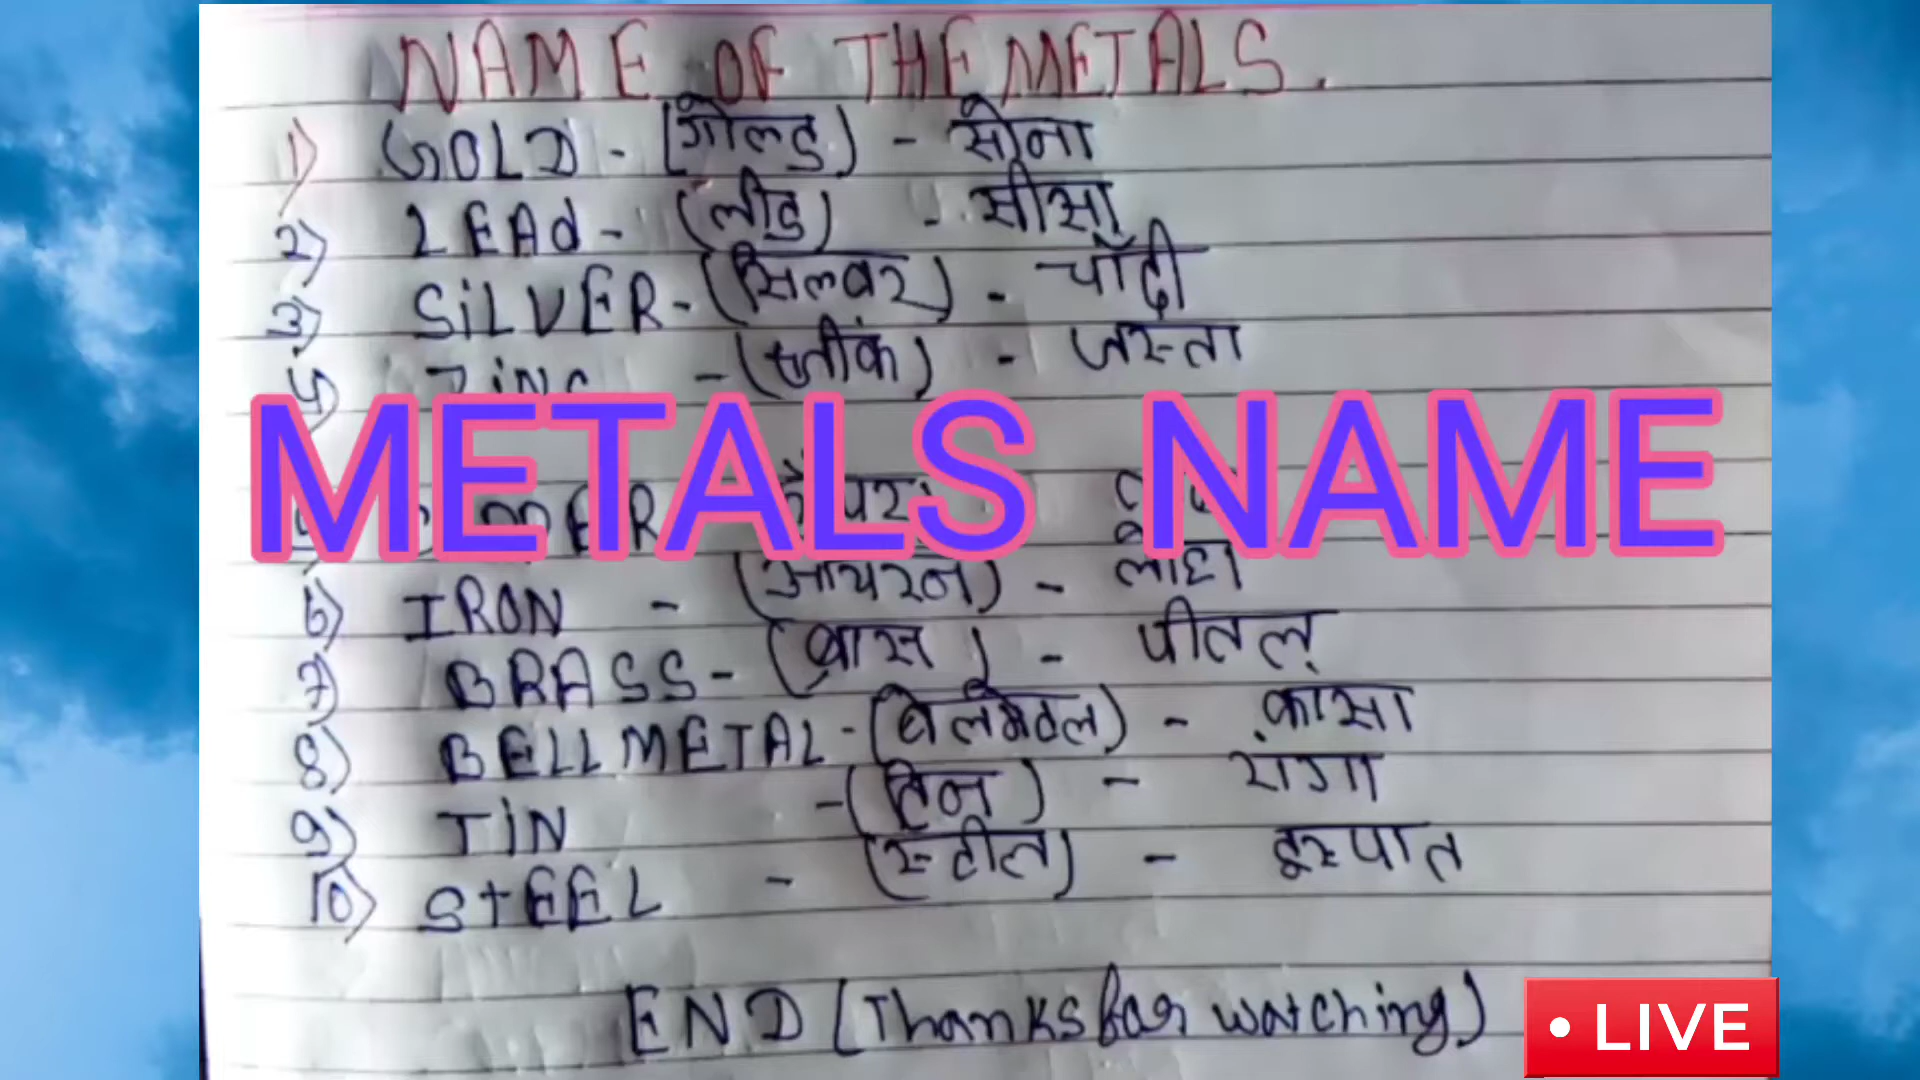 NAME OF THE METALS.
1) GOLD - (गोल्ड) - सोना
2) LEAd - (लीड) - सीसा
3) SiLVER - (सिल्वर) - चाँदी
- जस्ता
METALS NAME
6) IRON - (आयरन) - लोहा
7) BRASS - (ब्रास) - पीतल
8) BELLMETAL - (बेलमेटल) - कांसा
9) TiN - (टिन) - रांगा
10) StEEL - (स्टील) - इस्पात
END (Thanks for watching)
• LIVE